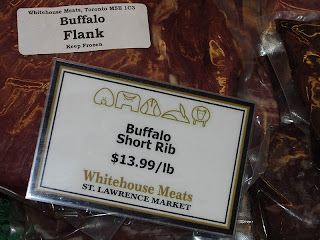 Whitehouse Meats, Toronto M5E 1C3
Buffalo
Flank
Keep Frozen
Buffalo
Short Rib
$13.99/lb
Whitehouse Meats
ST. LAWRENCE MARKET